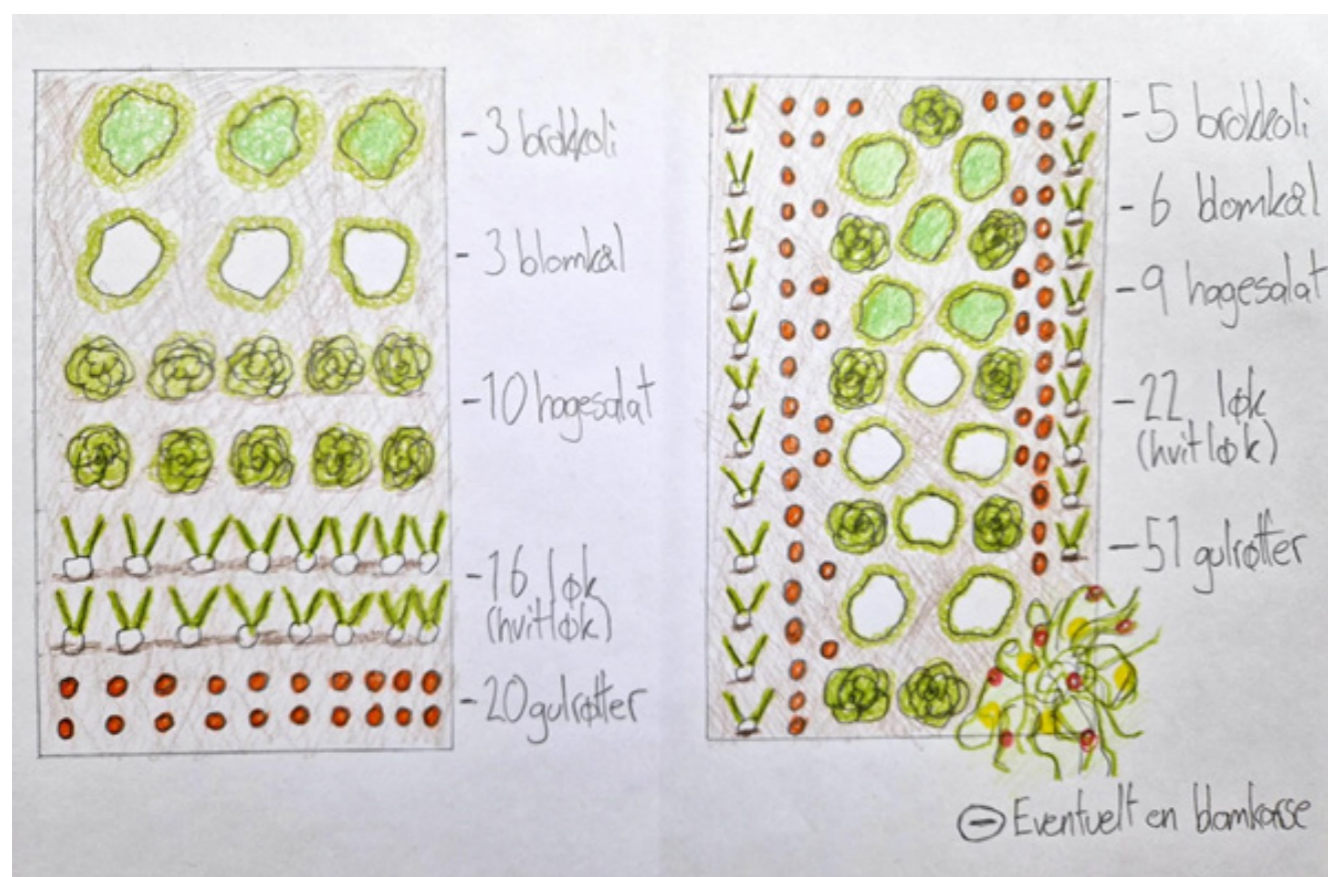 - 3 brokkoli
- 3 blomkål
- 10 hagesalat
- 16 løk
(hvitløk)
- 20 gulrøtter
- 5 brokkoli
- 6 blomkål
- 9 hagesalat
- 22 løk
(hvitløk)
- 51 gulrøtter
Eventuelt en blomkarse